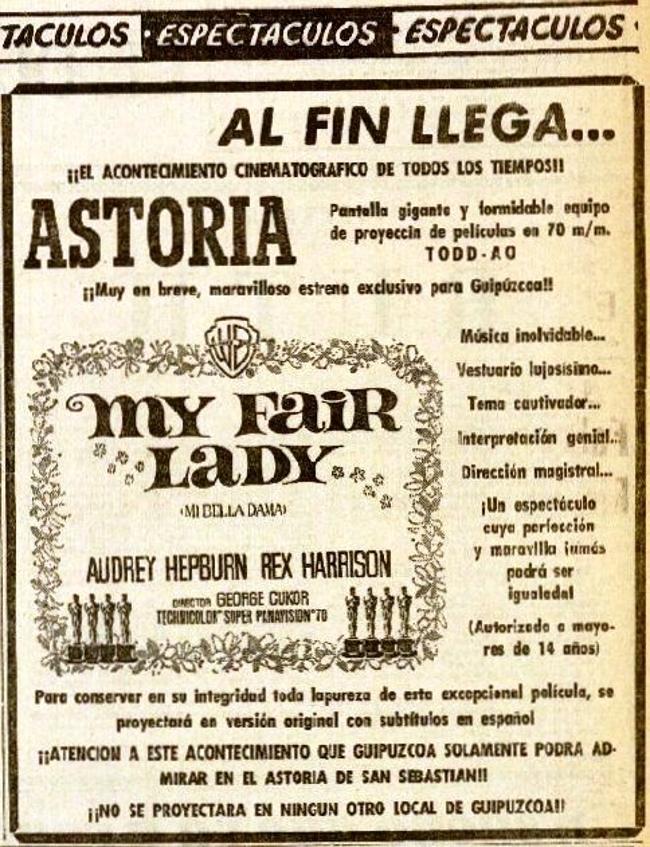 TACULOS · ESPECTACULOS · ESPECTACULOS ·
AL FIN LLEGA...
¡¡EL ACONTECIMIENTO CINEMATOGRAFICO DE TODOS LOS TIEMPOS!!
ASTORIA
Pantalla gigante y formidable equipo
de proyeccin de películas en 70 m/m.
TODD-AO
¡¡Muy en breve, maravilloso estreno exclusivo para Guipúzcoa!!
WB
MY FAIR
LADY
(MI BELLA DAMA)
AUDREY HEPBURN REX HARRISON
DIRECTOR GEORGE CUKOR
TECHNICOLOR® SUPER PANAVISION® 70
Música inolvidable...
Vestuario lujosísimo...
Tema cautivador...
Interpretación genial...
Dirección magistral...
¡Un espectáculo
cuya perfección
y maravilla jamás
podrá ser
igualada!
(Autorizada a mayo-
res de 14 años)
Para conservar en su integridad toda lapureza de esta excepcional película, se
proyectará en versión original con subtítulos en español
¡¡ATENCION A ESTE ACONTECIMIENTO QUE GUIPUZCOA SOLAMENTE PODRA AD-
MIRAR EN EL ASTORIA DE SAN SEBASTIAN!!
¡¡NO SE PROYECTARA EN NINGUN OTRO LOCAL DE GUIPUZCOA!!